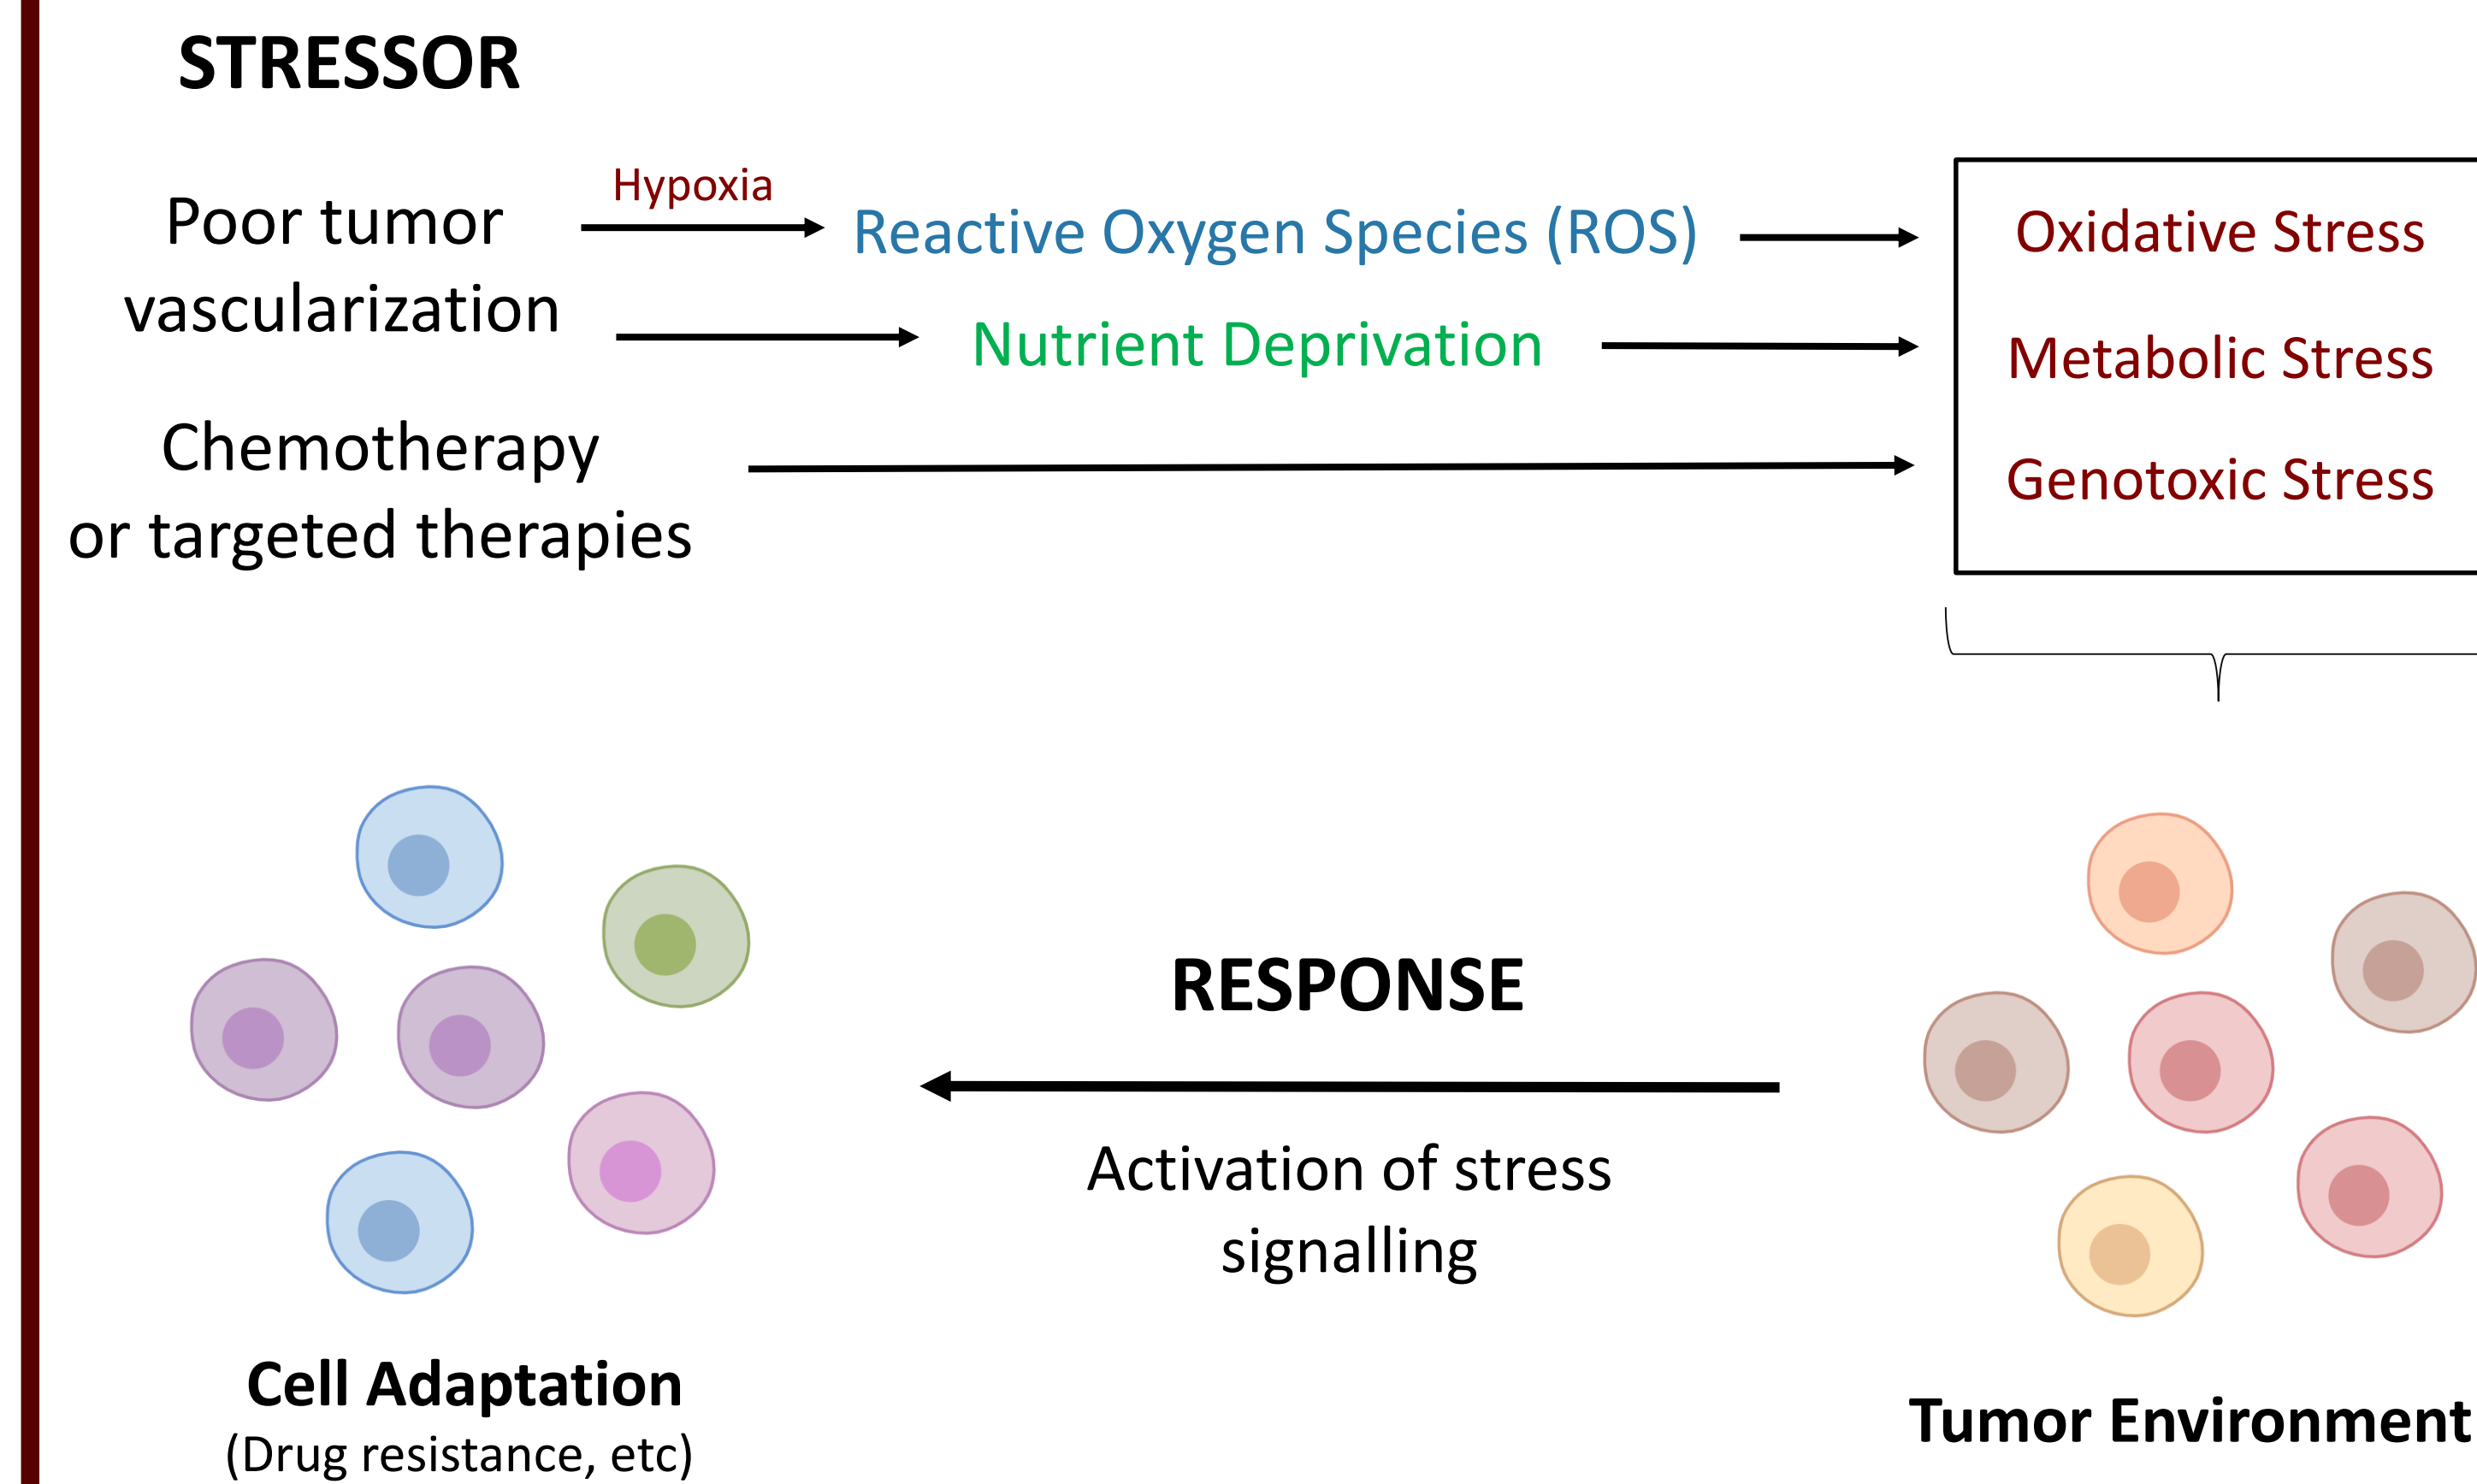 STRESSOR
Poor tumor
vascularization
Hypoxia
Reactive Oxygen Species (ROS)
Oxidative Stress
Nutrient Deprivation
Metabolic Stress
Chemotherapy
or targeted therapies
Genotoxic Stress
RESPONSE
Activation of stress
signalling
Cell Adaptation
(Drug resistance, etc)
Tumor Environment